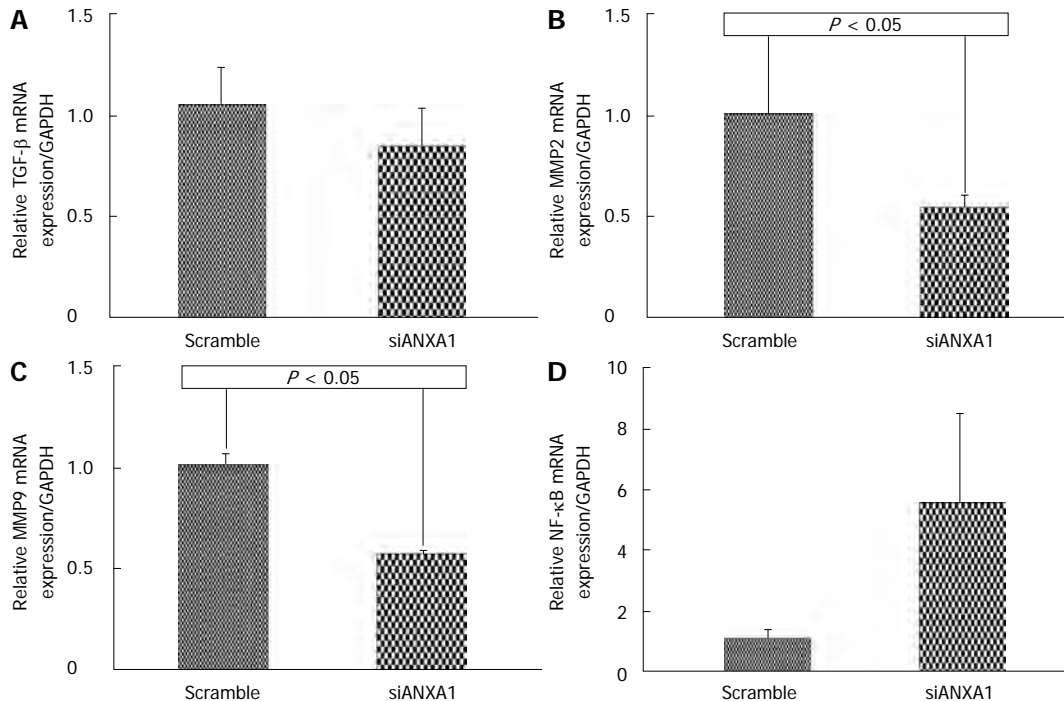 A
Relative TGF-β mRNA
expression/GAPDH
1.5
1.0
0.5
0
Scramble
siANXA1
B
Relative MMP2 mRNA
expression/GAPDH
1.5
1.0
0.5
0
P < 0.05
Scramble
siANXA1
C
Relative MMP9 mRNA
expression/GAPDH
1.5
1.0
0.5
0
P < 0.05
Scramble
siANXA1
D
Relative NF-κB mRNA
expression/GAPDH
10
8
6
4
2
0
Scramble
siANXA1